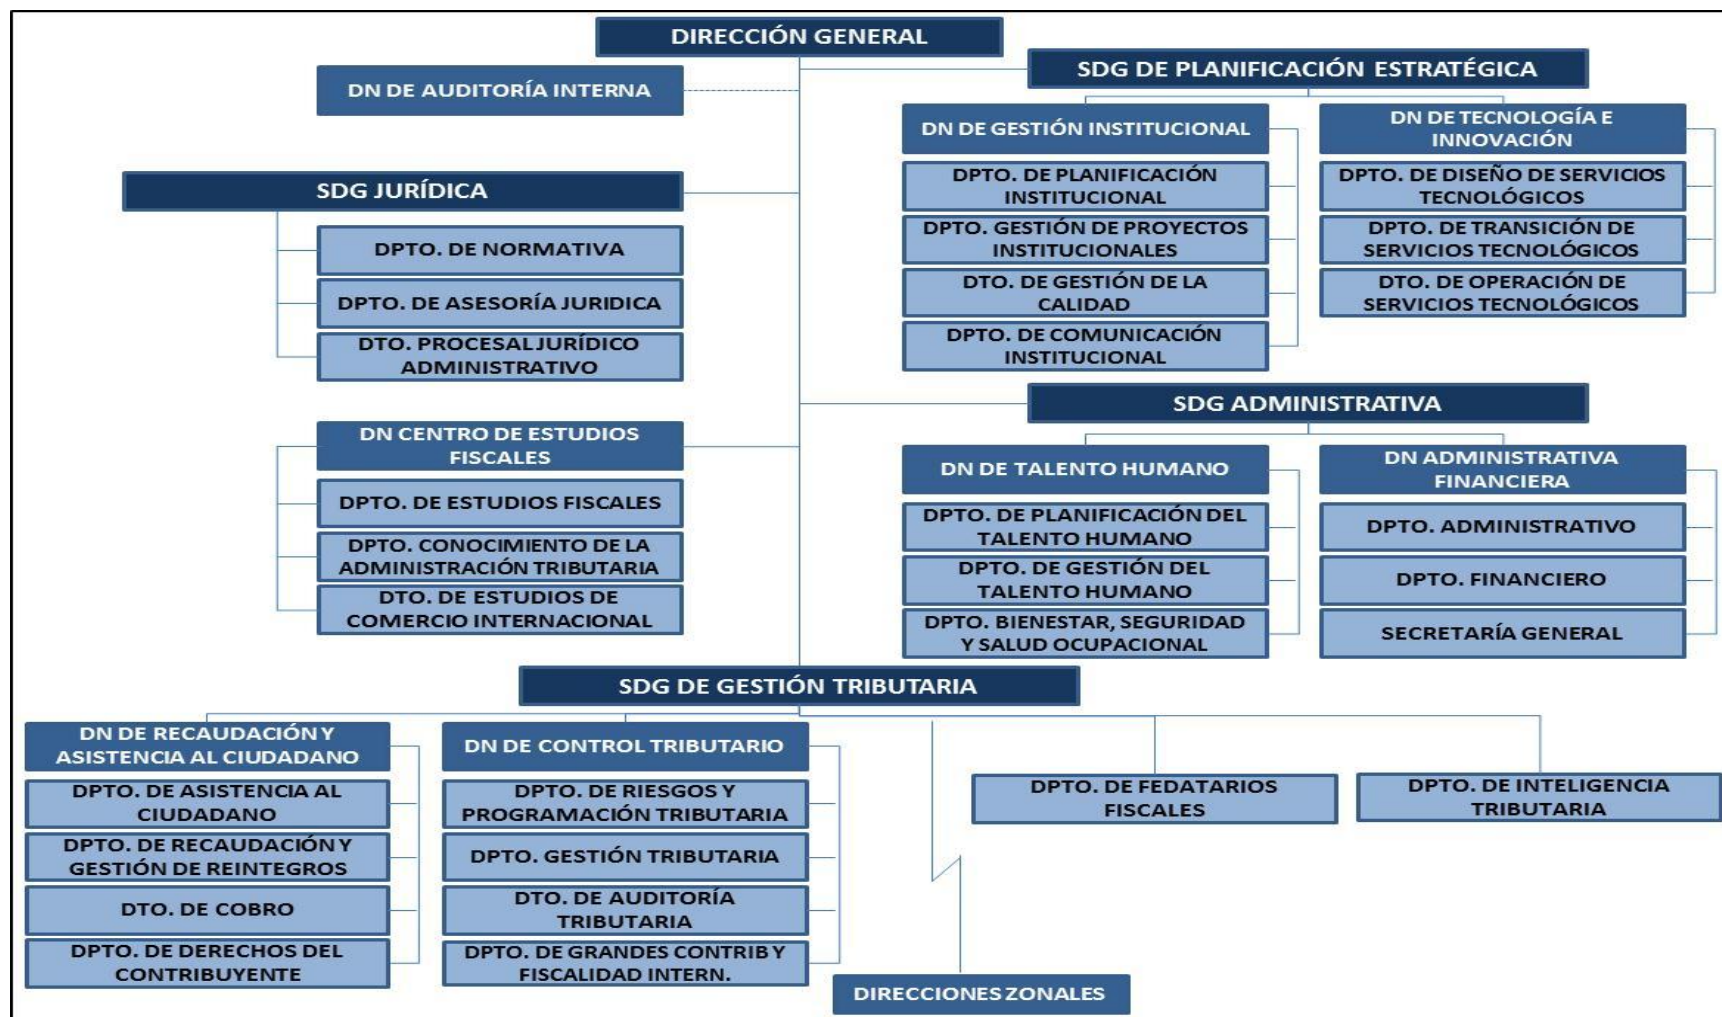 DIRECCIÓN GENERAL
DN DE AUDITORÍA INTERNA
SDG DE PLANIFICACIÓN ESTRATÉGICA
DN DE GESTIÓN INSTITUCIONAL
DPTO. DE PLANIFICACIÓN
INSTITUCIONAL
DPTO. GESTIÓN DE PROYECTOS
INSTITUCIONALES
DTO. DE GESTIÓN DE LA
CALIDAD
DPTO. DE COMUNICACIÓN
INSTITUCIONAL
DN DE TECNOLOGÍA E
INNOVACIÓN
DPTO. DE DISEÑO DE SERVICIOS
TECNOLÓGICOS
DPTO. DE TRANSICIÓN DE
SERVICIOS TECNOLÓGICOS
DTO. DE OPERACIÓN DE
SERVICIOS TECNOLÓGICOS
SDG JURÍDICA
DPTO. DE NORMATIVA
DPTO. DE ASESORÍA JURIDICA
DTO. PROCESAL JURÍDICO
ADMINISTRATIVO
DN CENTRO DE ESTUDIOS
FISCALES
DPTO. DE ESTUDIOS FISCALES
DPTO. CONOCIMIENTO DE LA
ADMINISTRACIÓN TRIBUTARIA
DTO. DE ESTUDIOS DE
COMERCIO INTERNACIONAL
SDG ADMINISTRATIVA
DN DE TALENTO HUMANO
DPTO. DE PLANIFICACIÓN DEL
TALENTO HUMANO
DPTO. DE GESTIÓN DEL
TALENTO HUMANO
DPTO. BIENESTAR, SEGURIDAD
Y SALUD OCUPACIONAL
DN ADMINISTRATIVA
FINANCIERA
DPTO. ADMINISTRATIVO
DPTO. FINANCIERO
SECRETARÍA GENERAL
SDG DE GESTIÓN TRIBUTARIA
DN DE RECAUDACIÓN Y
ASISTENCIA AL CIUDADANO
DPTO. DE ASISTENCIA AL
CIUDADANO
DPTO. DE RECAUDACIÓN Y
GESTIÓN DE REINTEGROS
DTO. DE COBRO
DPTO. DE DERECHOS DEL
CONTRIBUYENTE
DN DE CONTROL TRIBUTARIO
DPTO. DE RIESGOS Y
PROGRAMACIÓN TRIBUTARIA
DPTO. GESTIÓN TRIBUTARIA
DTO. DE AUDITORÍA
TRIBUTARIA
DPTO. DE GRANDES CONTRIB Y
FISCALIDAD INTERN.
DPTO. DE FEDATARIOS
FISCALES
DPTO. DE INTELIGENCIA
TRIBUTARIA
DIRECCIONES ZONALES